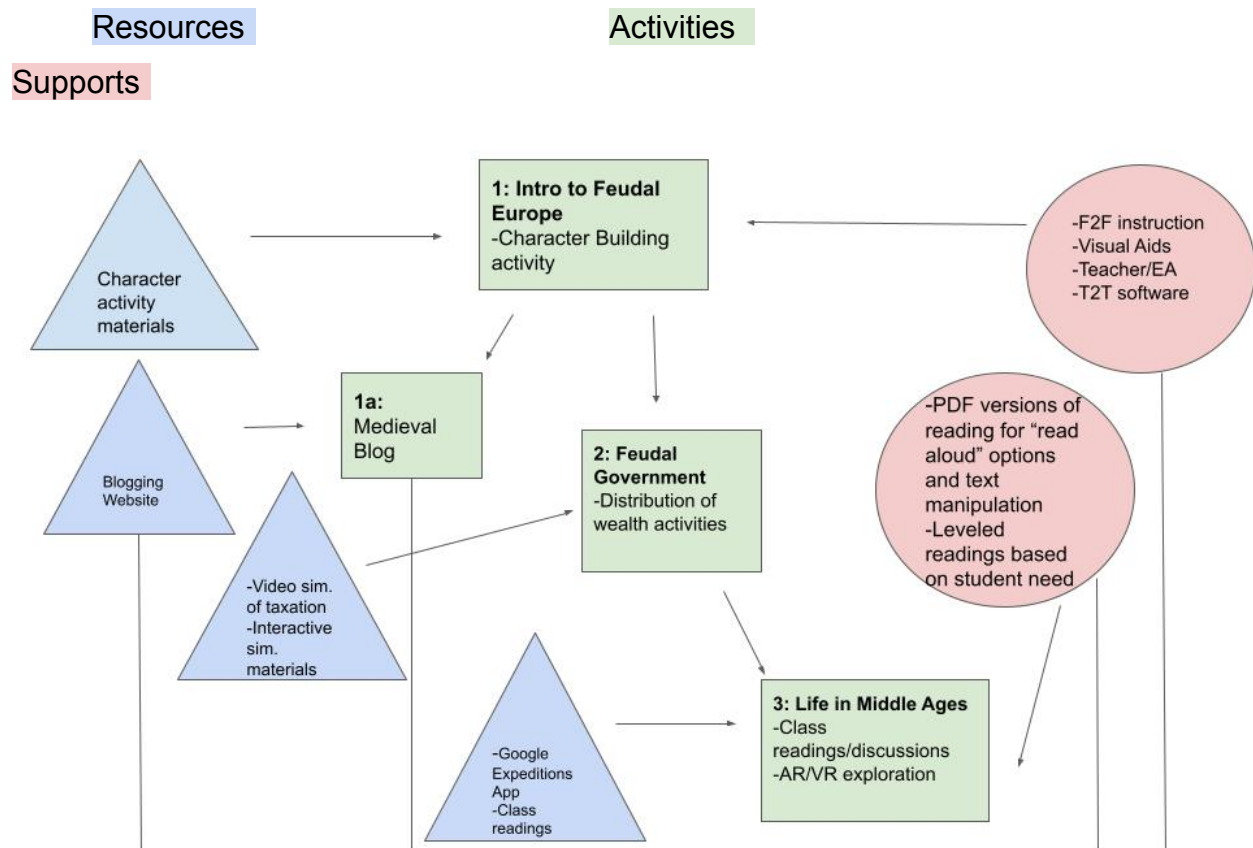 Resources
Activities
Supports
Character
activity
materials
1: Intro to Feudal
Europe
-Character Building
activity
-F2F instruction
-Visual Aids
-Teacher/EA
-T2T software
Blogging
Website
1a:
Medieval
Blog
2: Feudal
Government
-Distribution of
wealth activities
-PDF versions of
reading for “read
aloud” options
and text
manipulation
-Leveled
readings based
on student need
-Video sim.
of taxation
-Interactive
sim.
materials
-Google
Expeditions
App
-Class
readings
3: Life in Middle Ages
-Class
readings/discussions
-AR/VR exploration